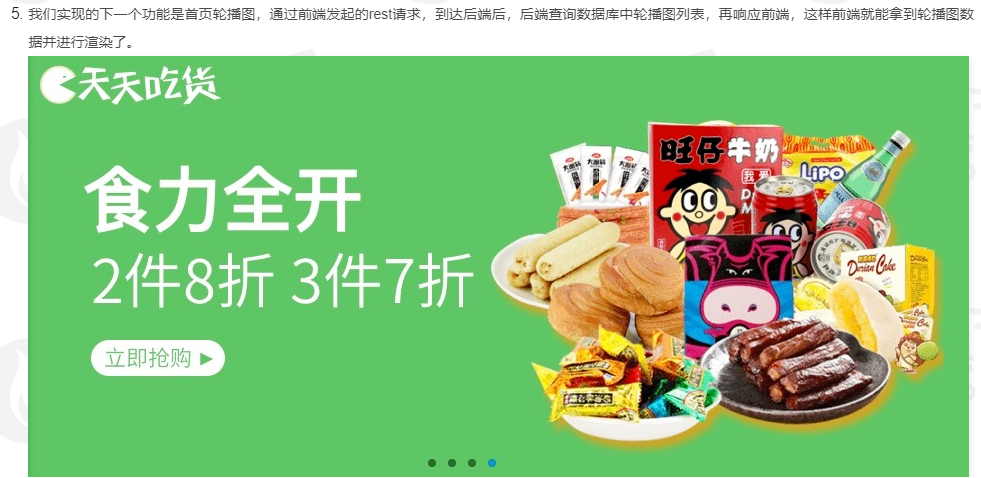 5. 我们实现的下一个功能是首页轮播图，通过前端发起的rest请求，到达后端后，后端查询数据库中轮播图列表，再响应前端，这样前端就能拿到轮播图数
据并进行渲染了。
天天吃货
食力全开
2件8折 3件7折
立即抢购
旺仔牛奶
我爱
LiPO
Durian Cake